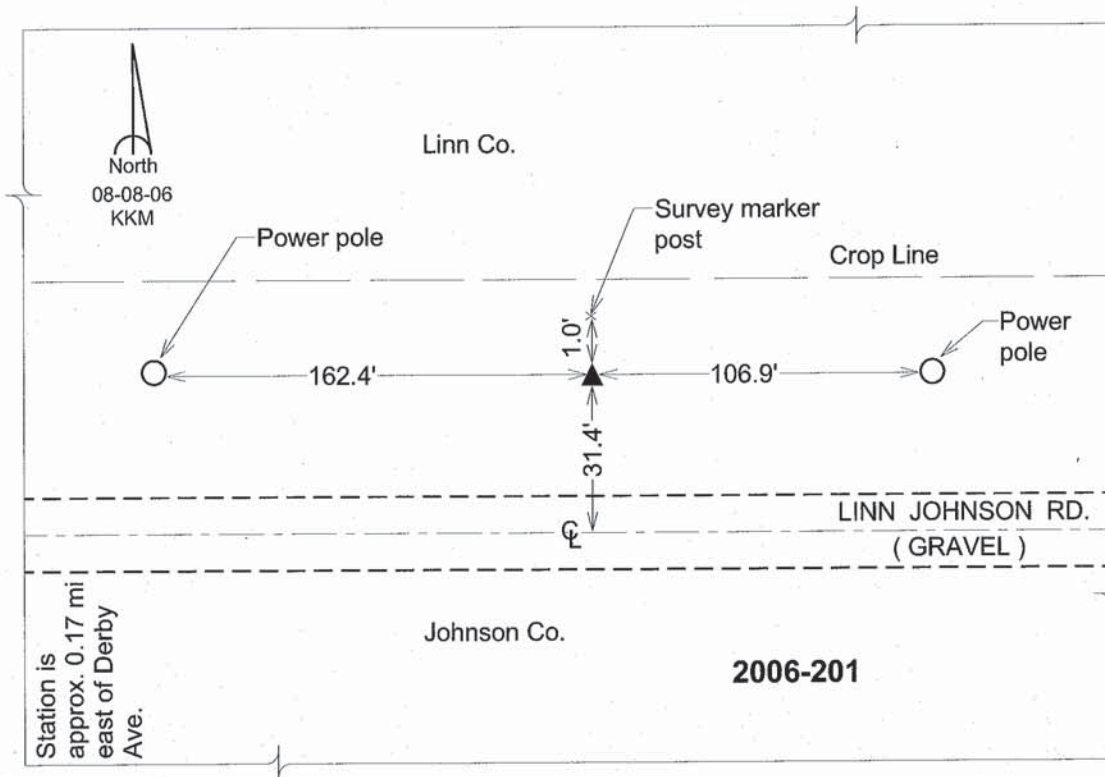 North
08-08-06
KKM
Linn Co.
Power pole
Survey marker
post
Crop Line
Power
pole
1.0'
162.4'
106.9'
31.4'
LINN JOHNSON RD.
℄
( GRAVEL )
Station is
approx. 0.17 mi
east of Derby
Ave.
Johnson Co.
2006-201